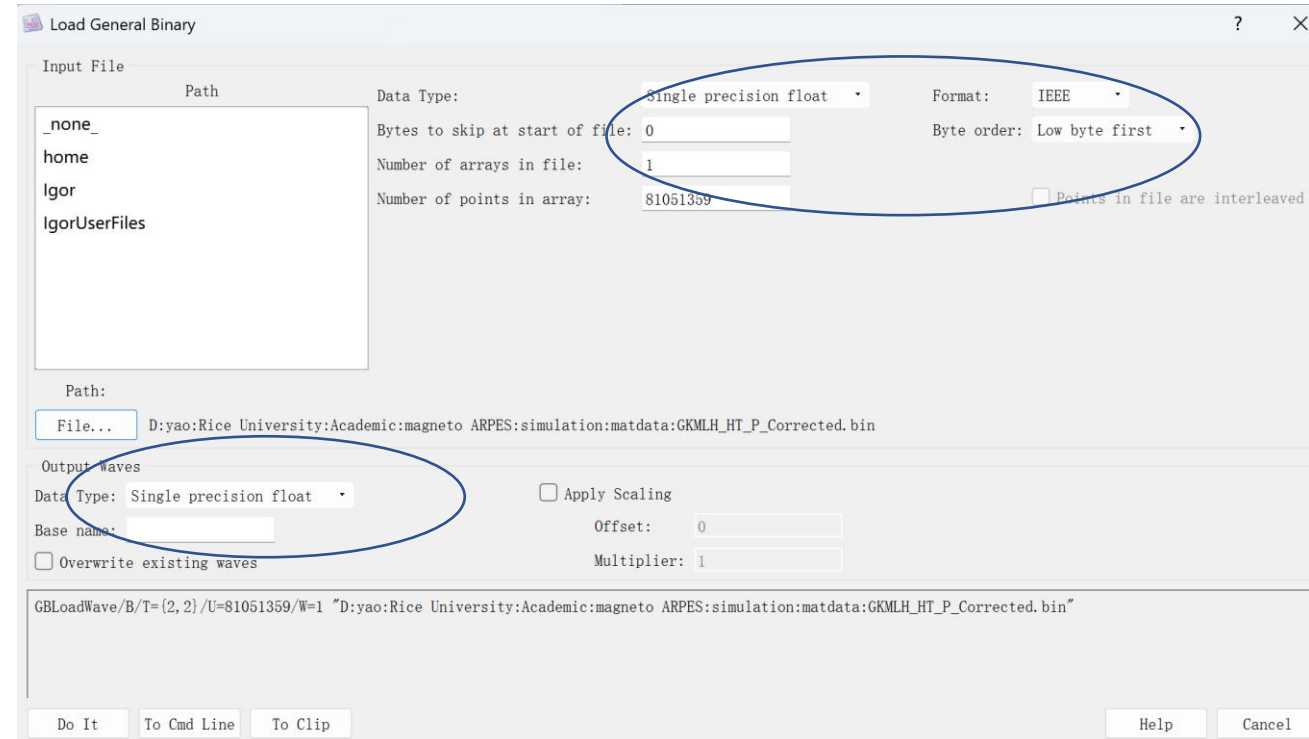 Load General Binary ? X
Input File
Path
_none_
home
Igor
IgorUserFiles
Data Type: Single precision float Format: IEEE
Bytes to skip at start of file: 0 Byte order: Low byte first
Number of arrays in file: 1
Number of points in array: 81051359 Points in file are interleaved
Path:
File... D:yao:Rice University:Academic:magneto ARPES:simulation:matdata:GKMLH_HT_P_Corrected.bin
Output Waves
Data Type: Single precision float Apply Scaling
Base name: Offset: 0
Overwrite existing waves Multiplier: 1
GBLoadWave/B/T={2,2}/U=81051359/W=1 "D:yao:Rice University:Academic:magneto ARPES:simulation:matdata:GKMLH_HT_P_Corrected.bin"
Do It To Cmd Line To Clip Help Cancel